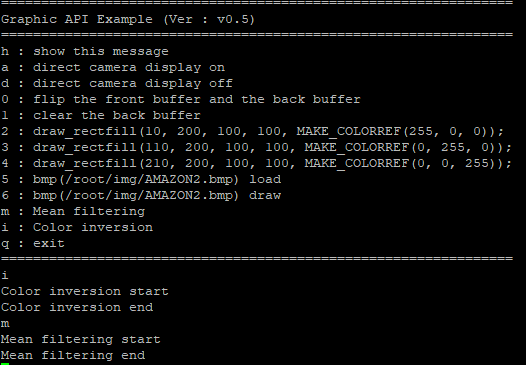 ================================================================
Graphic API Example (Ver : v0.5)
================================================================
h : show this message
a : direct camera display on
d : direct camera display off
0 : flip the front buffer and the back buffer
1 : clear the back buffer
2 : draw_rectfill(10, 200, 100, 100, MAKE_COLORREF(255, 0, 0));
3 : draw_rectfill(110, 200, 100, 100, MAKE_COLORREF(0, 255, 0));
4 : draw_rectfill(210, 200, 100, 100, MAKE_COLORREF(0, 0, 255));
5 : bmp(/root/img/AMAZON2.bmp) load
6 : bmp(/root/img/AMAZON2.bmp) draw
m : Mean filtering
i : Color inversion
q : exit
================================================================
i
Color inversion start
Color inversion end
m
Mean filtering start
Mean filtering end